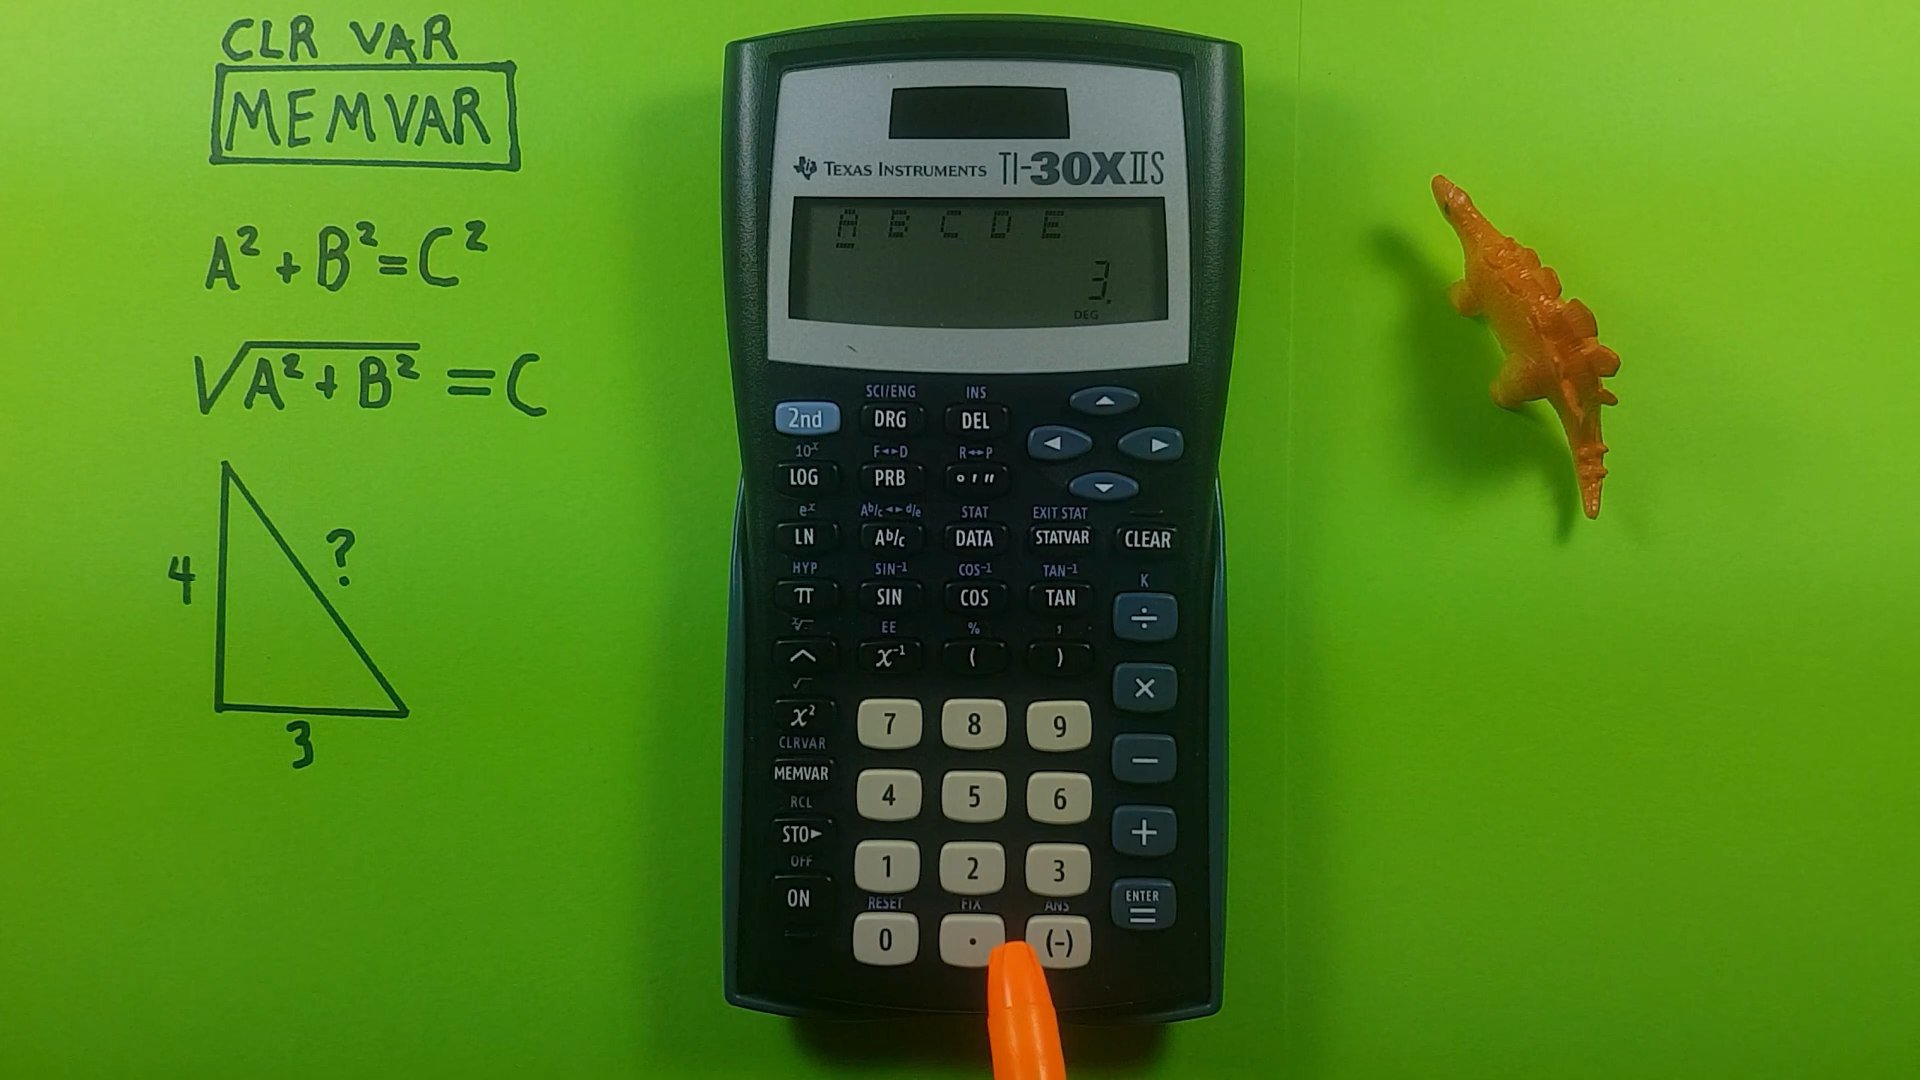 CLR VAR
MEMVAR
A²+B²=C²
√A²+B² = C
4
?
3
TEXAS INSTRUMENTS TI-30XIIS
A B C D E
3.
DEG
SCI/ENG INS
2nd DRG DEL
10ˣ F◄►D R◄►P
LOG PRB ° ' "
eˣ Ab/c◄►d/e STAT EXIT STAT
LN Ab/c DATA STATVAR CLEAR
HYP SIN⁻¹ COS⁻¹ TAN⁻¹ K
π SIN COS TAN ÷
ˣ√ EE % ,
^ x⁻¹ ( ) ×
√
x² 7 8 9
CLRVAR
MEMVAR 4 5 6 −
RCL
STO► 1 2 3 +
OFF
ON
RESET FIX ANS ENTER
0 . (-) =